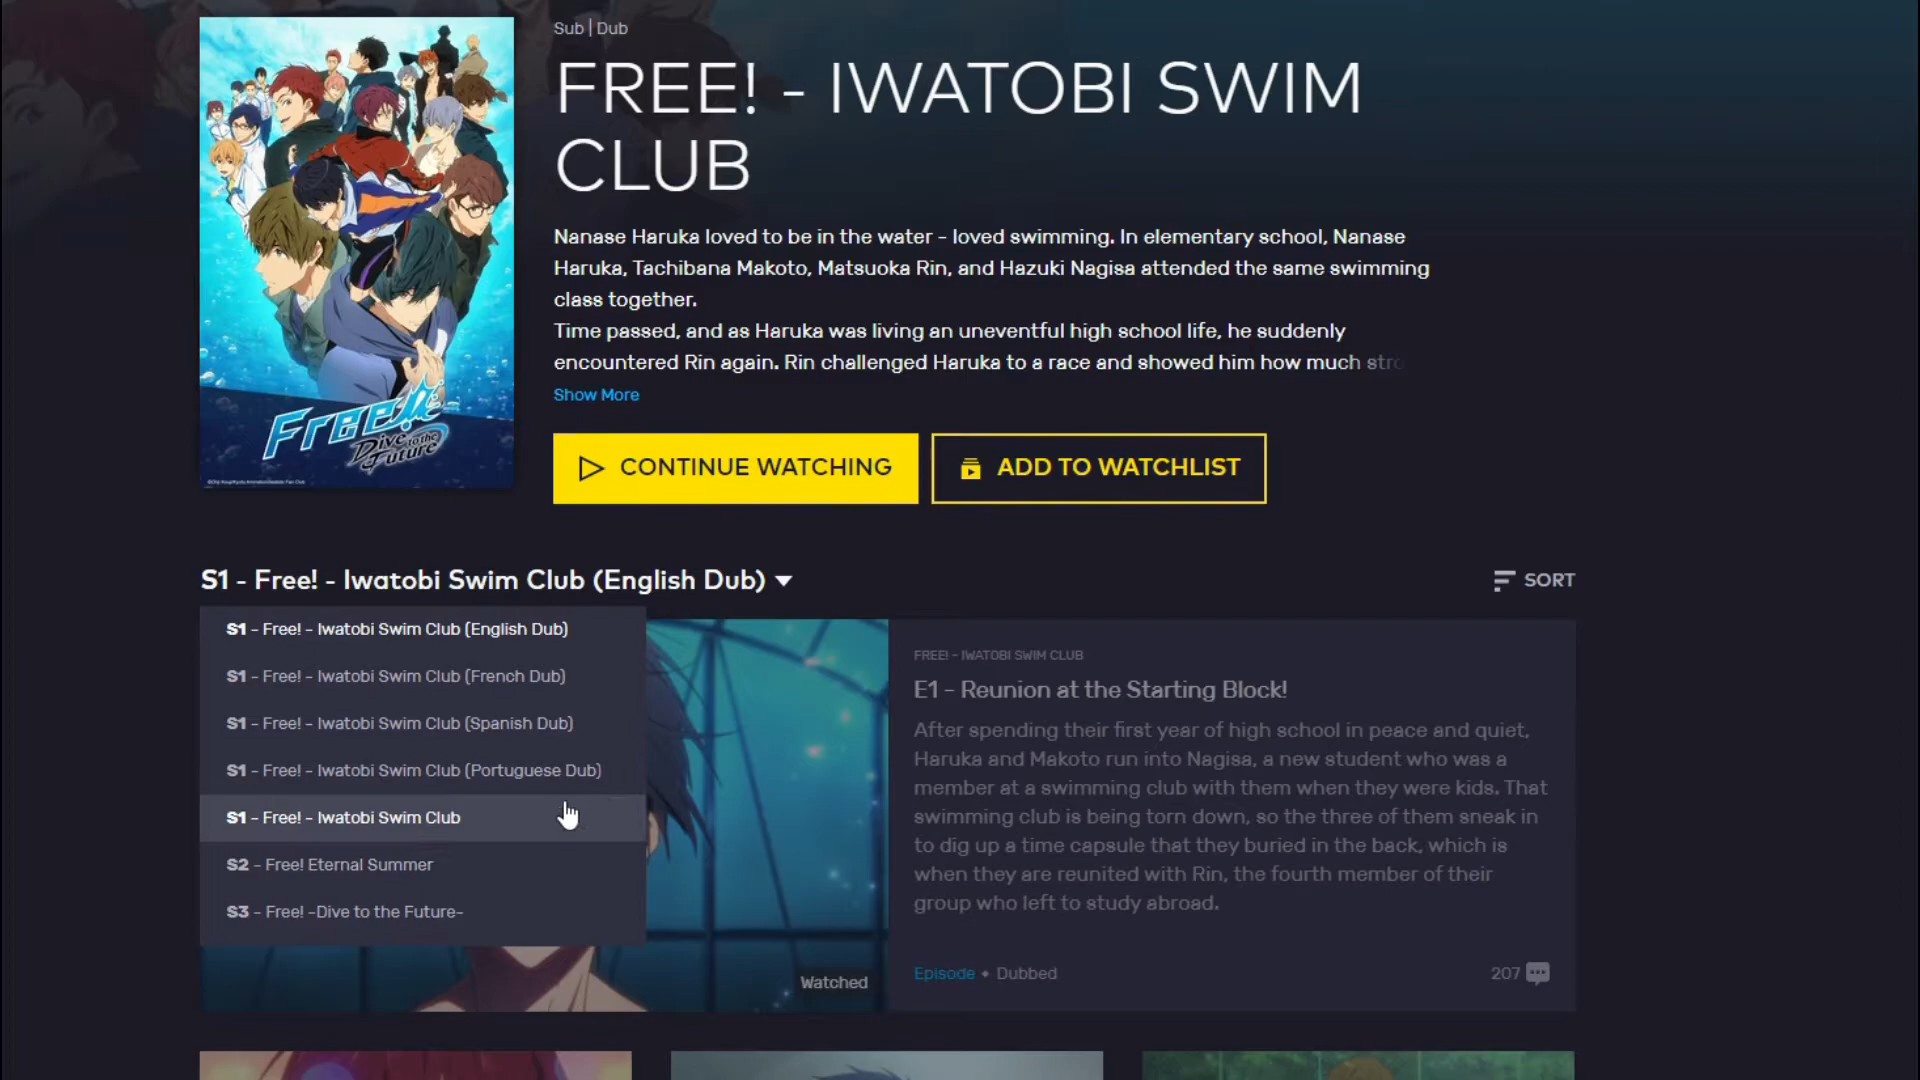 Sub | Dub
FREE! - IWATOBI SWIM
CLUB
Nanase Haruka loved to be in the water - loved swimming. In elementary school, Nanase
Haruka, Tachibana Makoto, Matsuoka Rin, and Hazuki Nagisa attended the same swimming
class together.
Time passed, and as Haruka was living an uneventful high school life, he suddenly
encountered Rin again. Rin challenged Haruka to a race and showed him how much stro
Show More
Free!
Dive to the
Future
CONTINUE WATCHING
ADD TO WATCHLIST
S1 - Free! - Iwatobi Swim Club (English Dub)
SORT
S1 - Free! - Iwatobi Swim Club (English Dub)
S1 - Free! - Iwatobi Swim Club (French Dub)
S1 - Free! - Iwatobi Swim Club (Spanish Dub)
S1 - Free! - Iwatobi Swim Club (Portuguese Dub)
S1 - Free! - Iwatobi Swim Club
S2 - Free! Eternal Summer
S3 - Free! -Dive to the Future-
Watched
FREE! - IWATOBI SWIM CLUB
E1 - Reunion at the Starting Block!
After spending their first year of high school in peace and quiet,
Haruka and Makoto run into Nagisa, a new student who was a
member at a swimming club with them when they were kids. That
swimming club is being torn down, so the three of them sneak in
to dig up a time capsule that they buried in the back, which is
when they are reunited with Rin, the fourth member of their
group who left to study abroad.
Episode • Dubbed
207